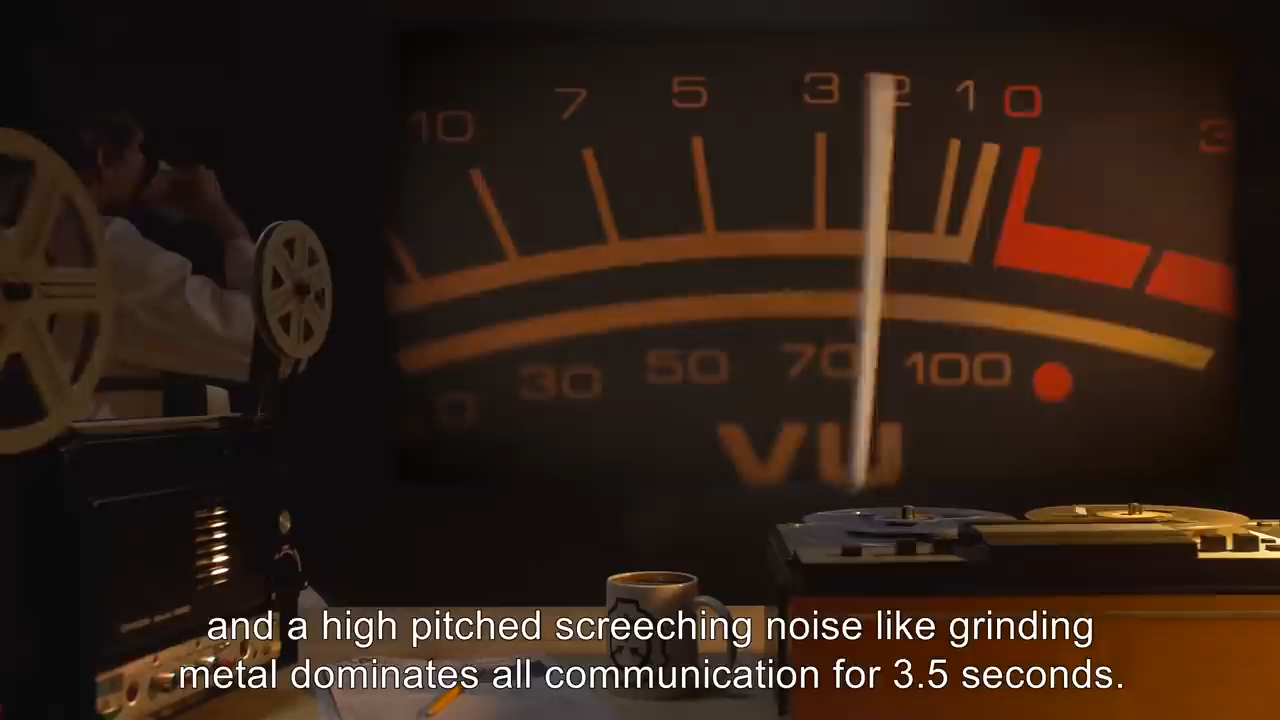 10 7 5 3 2 1 0 3
0 30 50 70 100
VU
and a high pitched screeching noise like grinding
metal dominates all communication for 3.5 seconds.